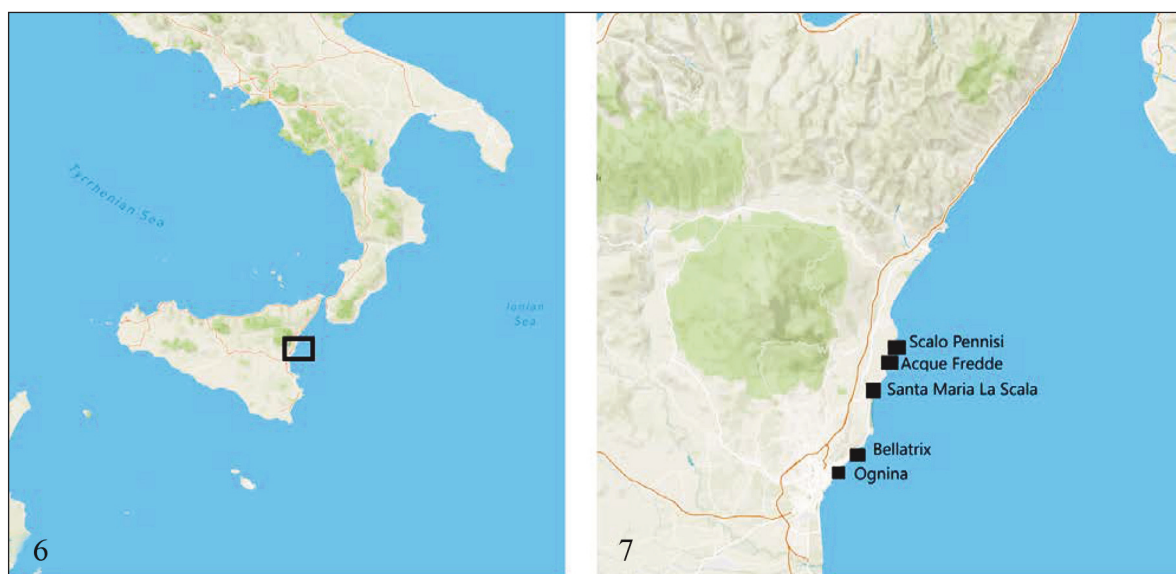 Tyrrhenian Sea
Ionian
Sea
6
Scalo Pennisi
Acque Fredde
Santa Maria La Scala
Bellatrix
Ognina
7